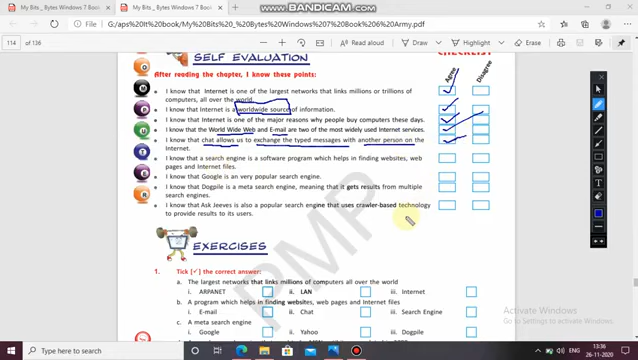 WWW.BANDICAM.COM
My Bits _ Bytes Windows 7 Book
My Bits _ Bytes Windows 7 Book
File | G:/aps%20It%20book/My%20Bits%20_%20Bytes%20Windows%207%20Book%206%20Army.pdf
114 of 136
Read aloud
Draw
Highlight
Erase
SELF EVALUATION
CHECKLIST
After reading the chapter, I know these points:
Agree
Disagree
I know that Internet is one of the largest networks that links millions or trillions of
computers, all over the world.
I know that Internet is a worldwide source of information.
I know that Internet is one of the major reasons why people buy computers these days.
I know that the World Wide Web and E-mail are two of the most widely used Internet services.
I know that chat allows us to exchange the typed messages with another person on the
Internet.
I know that a search engine is a software program which helps in finding websites, web
pages and Internet files.
I know that Google is an very popular search engine.
I know that Dogpile is a meta search engine, meaning that it gets results from multiple
search engines.
I know that Ask Jeeves is also a popular search engine that uses crawler-based technology
to provide results to its users.
PMP
EXERCISES
1. Tick [✓] the correct answer:
a. The largest networks that links millions of computers all over the world
i. ARPANET ii. LAN iii. Internet
b. A program which helps in finding websites, web pages and Internet files
i. E-mail ii. Chat iii. Search Engine
c. A meta search engine
i. Google ii. Yahoo iii. Dogpile
Activate Windows
Go to Settings to activate Windows.
Type here to search
ENG
13:36
26-11-2020